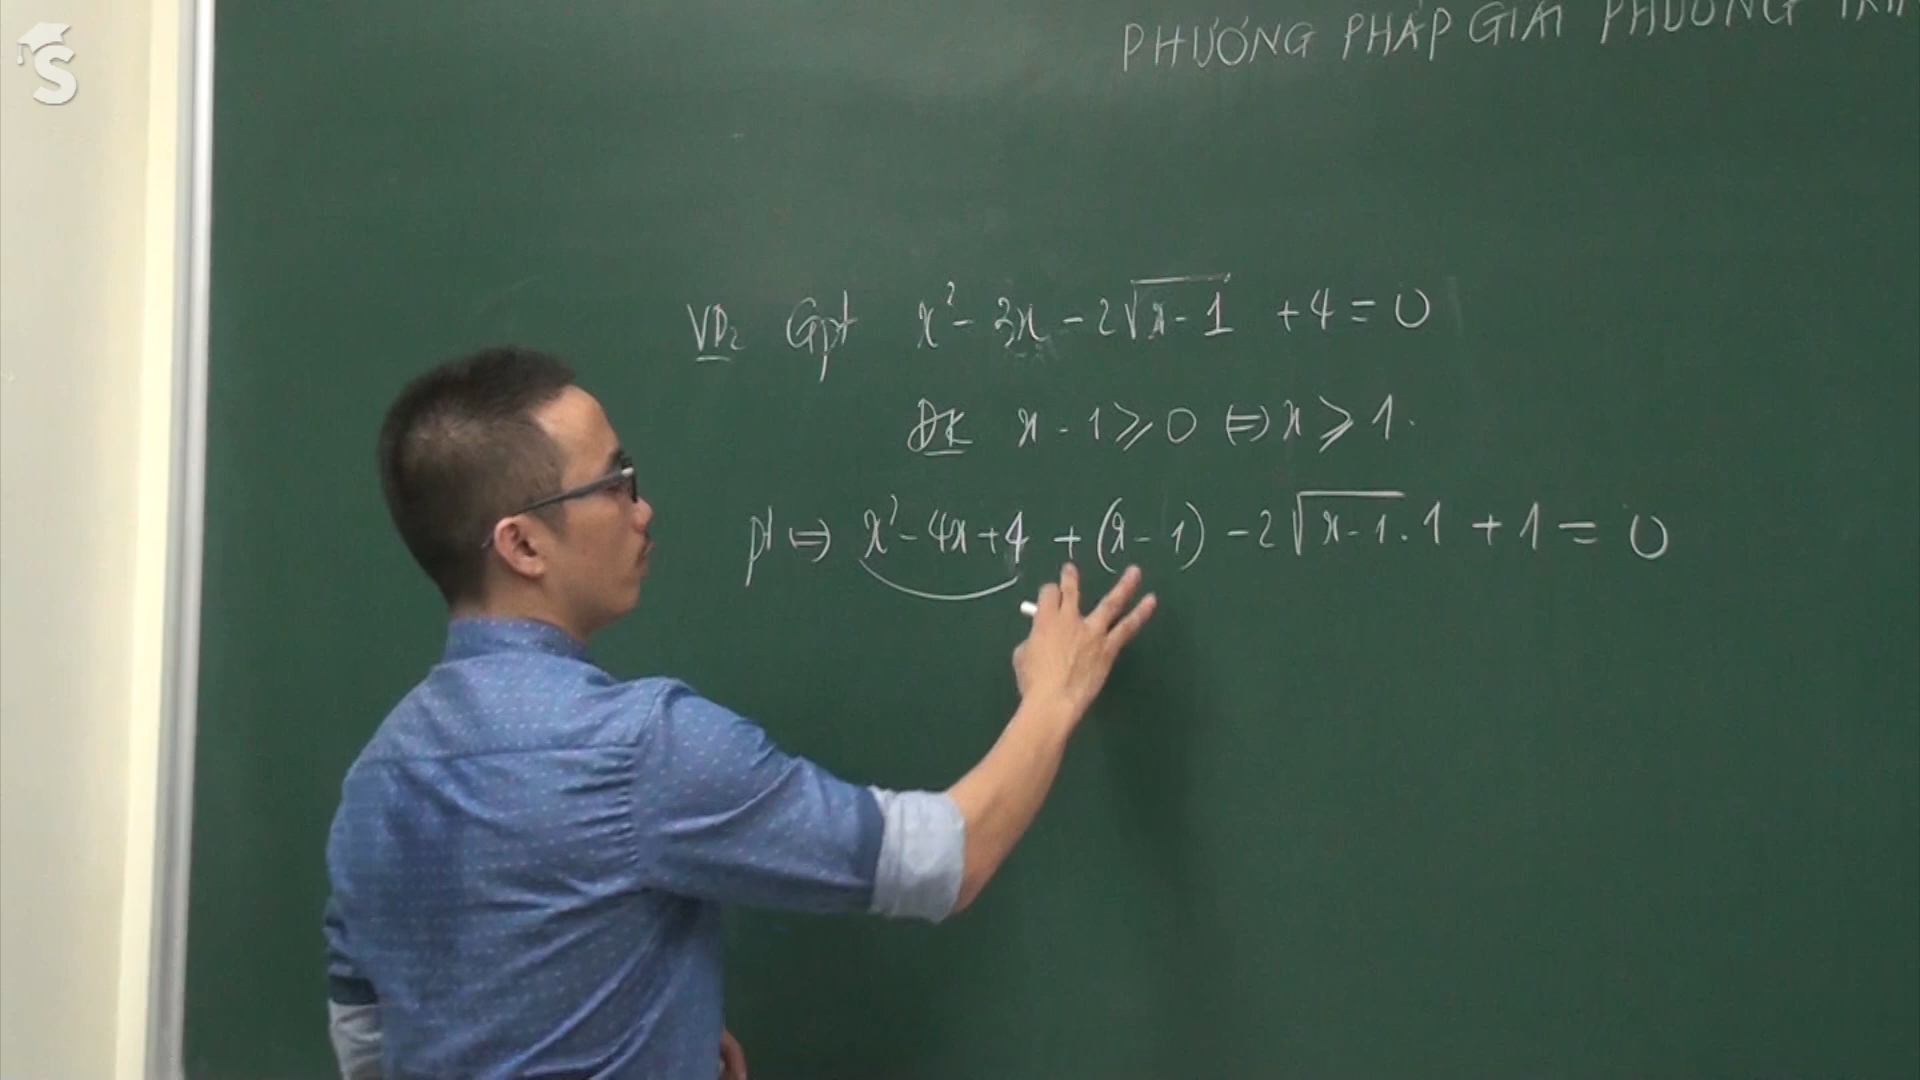 PHƯƠNG PHÁP GIẢI PHƯƠNG TRÌN
VD₂ Gpt x² - 3x - 2√(x-1) + 4 = 0
ĐK x - 1 ⩾ 0 ⇔ x ⩾ 1.
pt ⇔ x² - 4x + 4 + (x - 1) - 2√(x-1).1 + 1 = 0
S